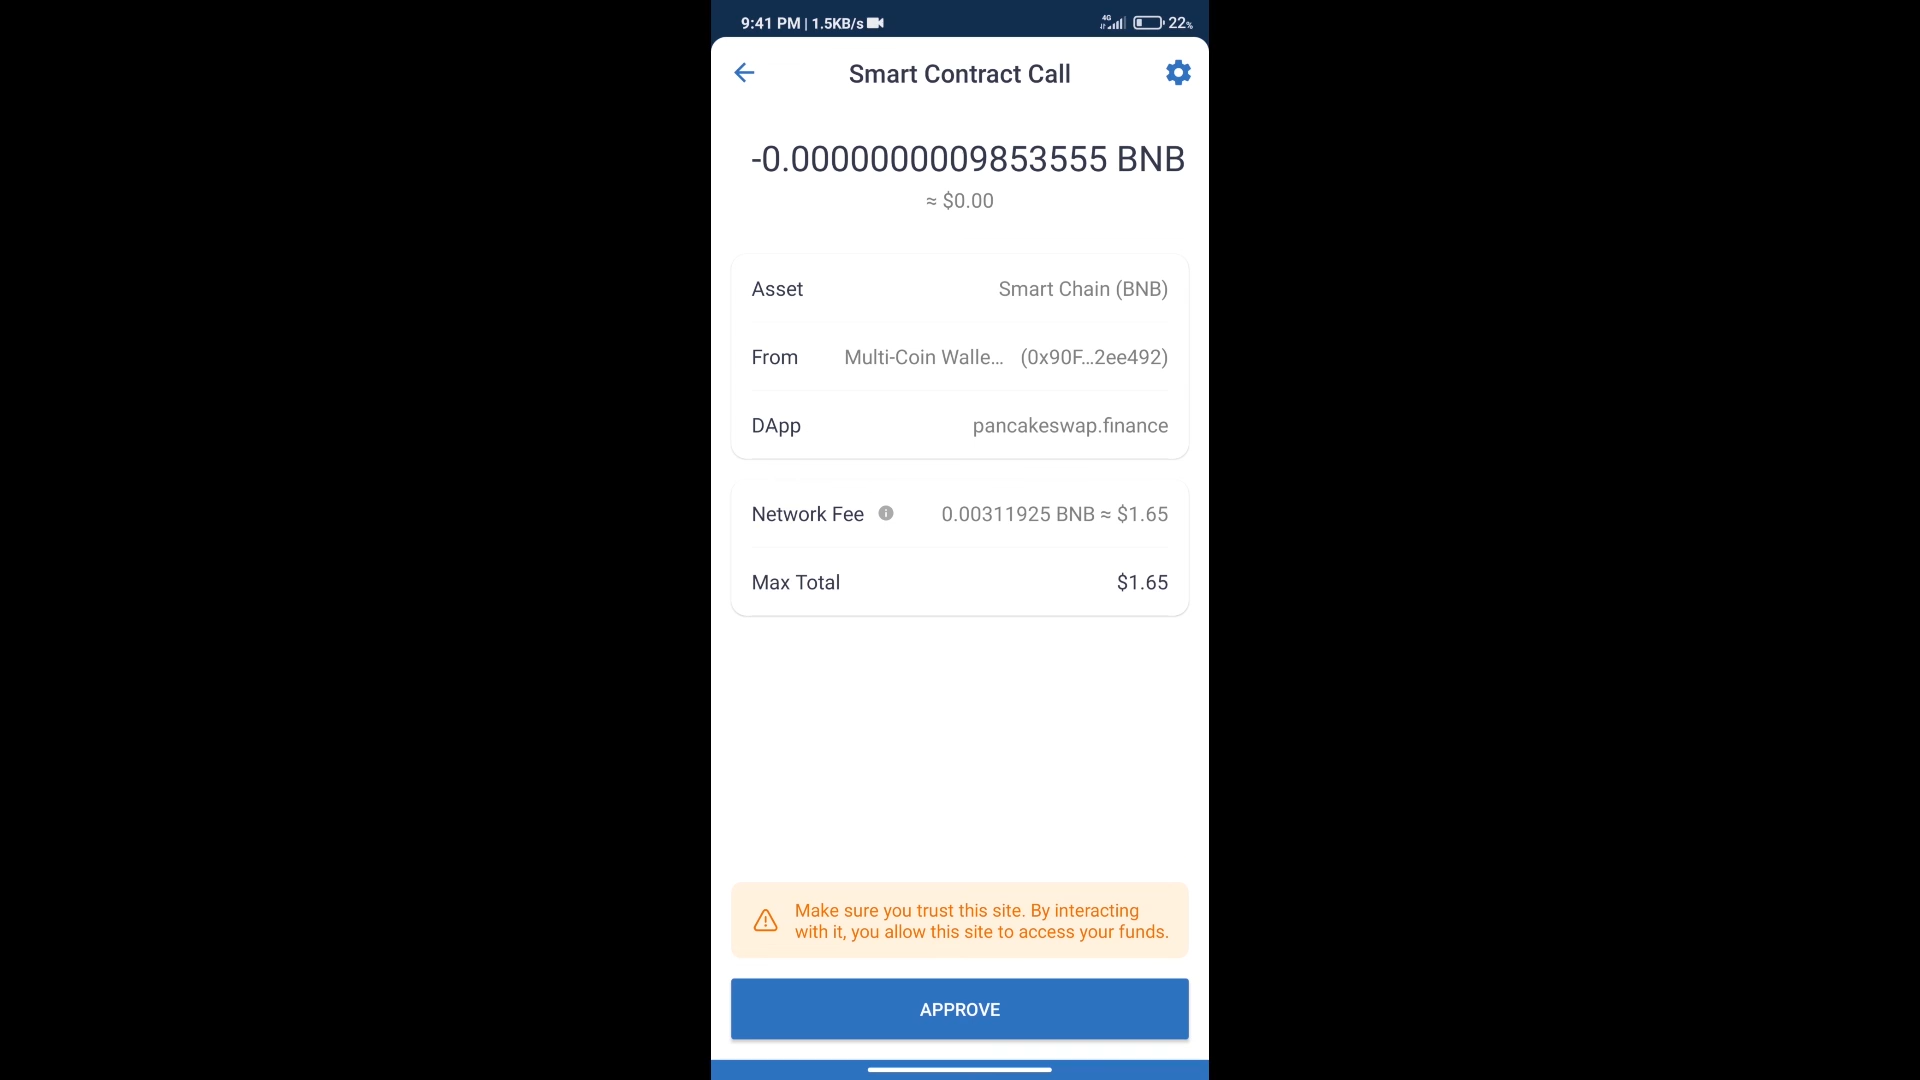 9:41 PM | 1.5KB/s 4G 22%
Smart Contract Call
-0.0000000009853555 BNB
≈ $0.00
Asset Smart Chain (BNB)
From Multi-Coin Walle... (0x90F...2ee492)
DApp pancakeswap.finance
Network Fee 0.00311925 BNB ≈ $1.65
Max Total $1.65
Make sure you trust this site. By interacting
with it, you allow this site to access your funds.
APPROVE